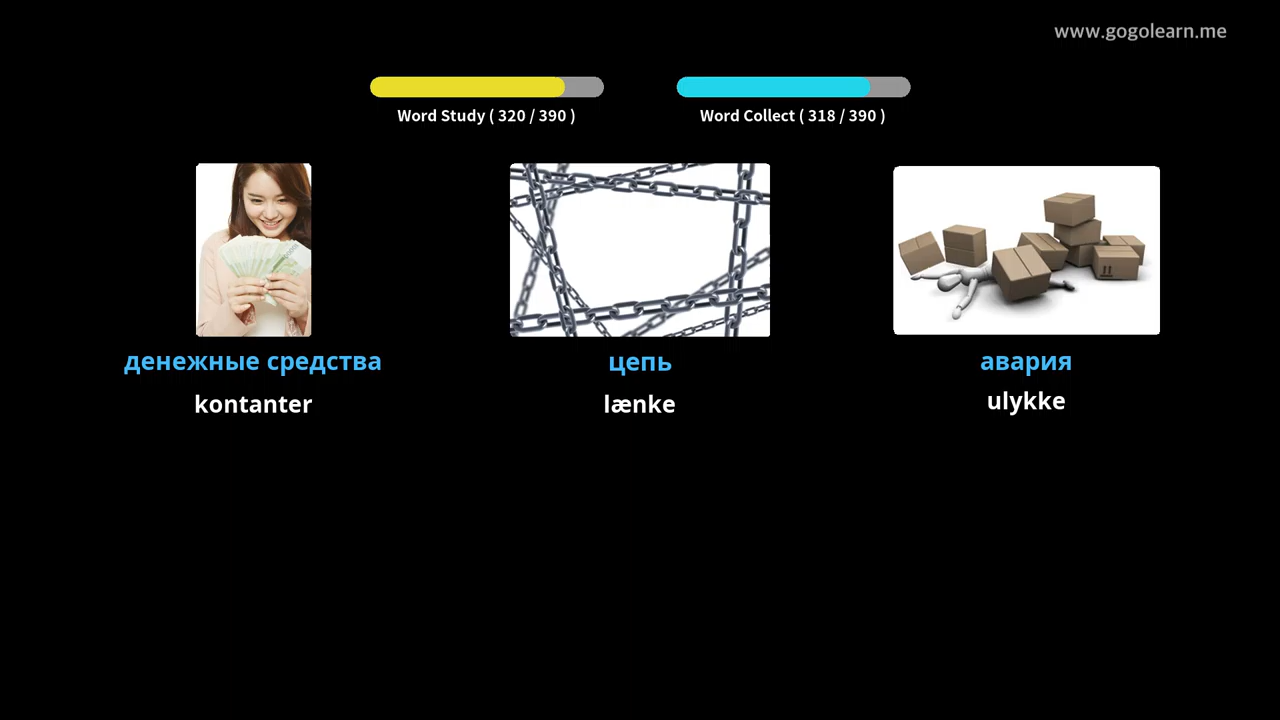 www.gogolearn.me
Word Study ( 320 / 390 )
Word Collect ( 318 / 390 )
денежные средства
kontanter
цепь
lænke
авария
ulykke